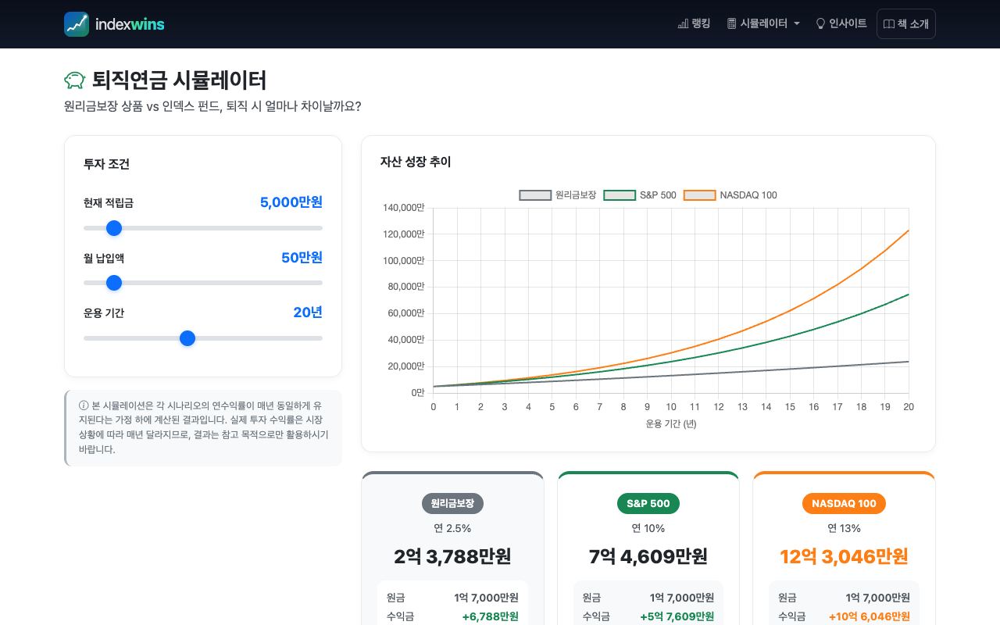 indexwins
랭킹
시뮬레이터
인사이트
책 소개
퇴직연금 시뮬레이터
원리금보장 상품 vs 인덱스 펀드, 퇴직 시 얼마나 차이날까요?
투자 조건
현재 적립금 5,000만원
월 납입액 50만원
운용 기간 20년
본 시뮬레이션은 각 시나리오의 연수익률이 매년 동일하게 유
지된다는 가정 하에 계산된 결과입니다. 실제 투자 수익률은 시장
상황에 따라 매년 달라지므로, 결과는 참고 목적으로만 활용하시기
바랍니다.
자산 성장 추이
원리금보장 S&P 500 NASDAQ 100
140,000만
120,000만
100,000만
80,000만
60,000만
40,000만
20,000만
0만
0 1 2 3 4 5 6 7 8 9 10 11 12 13 14 15 16 17 18 19 20
운용 기간 (년)
원리금보장
연 2.5%
2억 3,788만원
원금 1억 7,000만원
수익금 +6,788만원
S&P 500
연 10%
7억 4,609만원
원금 1억 7,000만원
수익금 +5억 7,609만원
NASDAQ 100
연 13%
12억 3,046만원
원금 1억 7,000만원
수익금 +10억 6,046만원